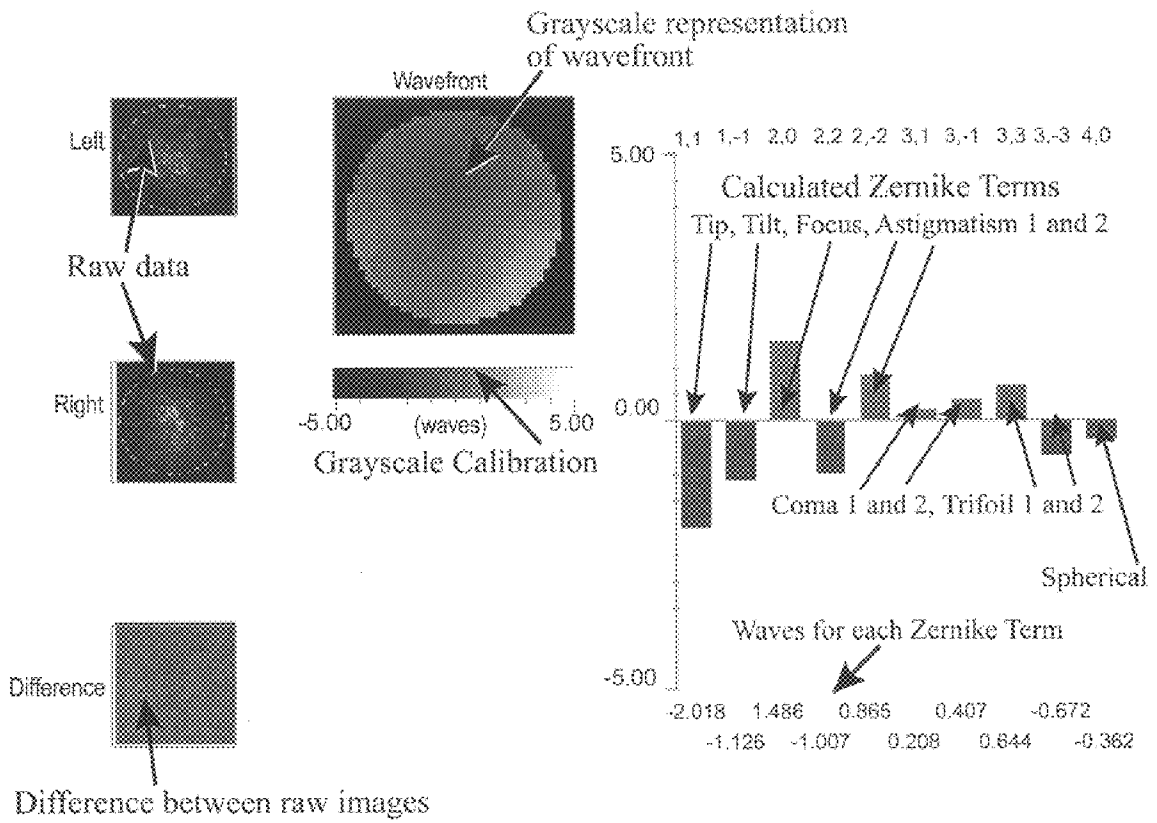 Grayscale representation
of wavefront
Wavefront
Left
Raw data
Right
-5.00 (waves) 5.00
Grayscale Calibration
Difference
Difference between raw images
1,1 1,-1 2,0 2,2 2,-2 3,1 3,-1 3,3 3,-3 4,0
5.00
Calculated Zernike Terms
Tip, Tilt, Focus, Astigmatism 1 and 2
0.00
Coma 1 and 2, Trifoil 1 and 2
Spherical
Waves for each Zernike Term
-5.00
-2.018 1.486 0.865 0.407 -0.672
-1.126 -1.007 0.208 0.644 -0.362